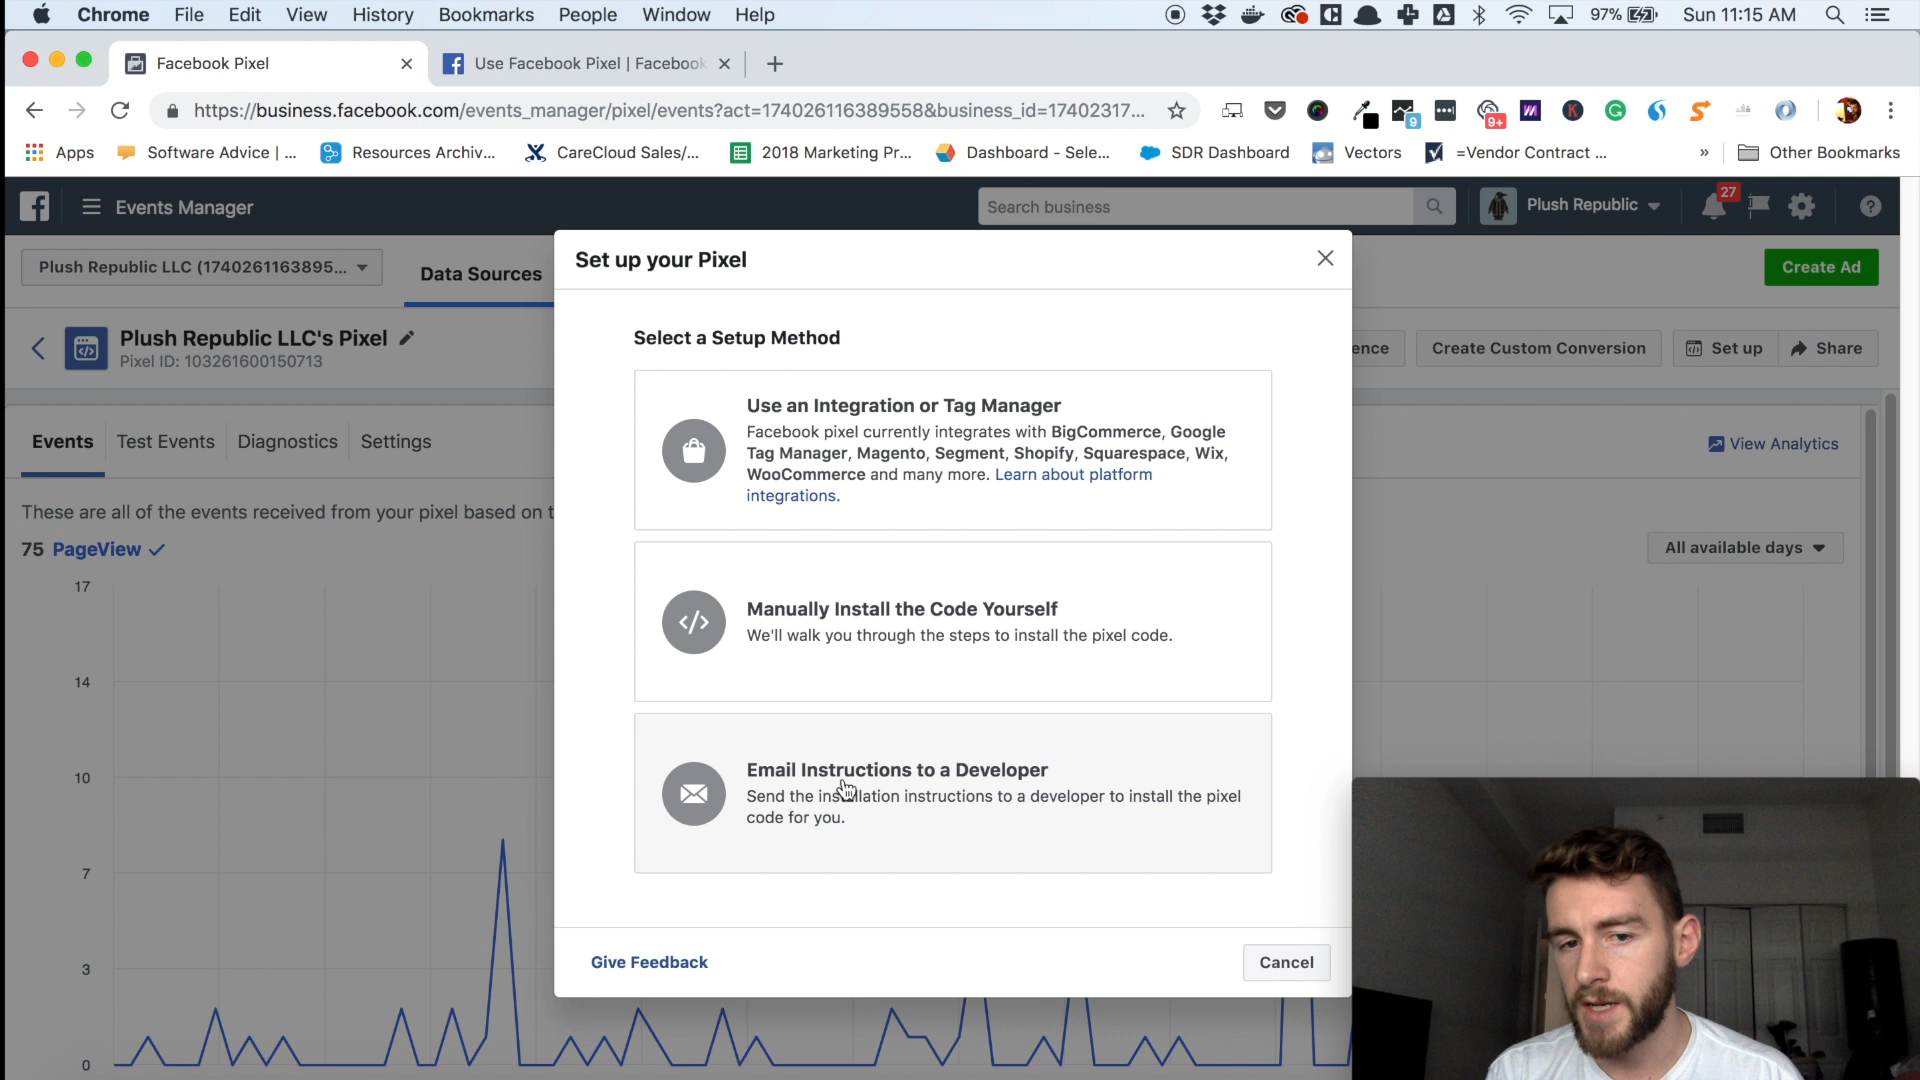 Chrome File Edit View History Bookmarks People Window Help 97% Sun 11:15 AM
Facebook Pixel Use Facebook Pixel | Facebook
https://business.facebook.com/events_manager/pixel/events?act=174026116389558&business_id=17402317... 9 9+
Apps Software Advice | ... Resources Archiv... CareCloud Sales/... 2018 Marketing Pr... Dashboard - Sele... SDR Dashboard Vectors =Vendor Contract ... » Other Bookmarks
Events Manager Search business Plush Republic 27
Plush Republic LLC (1740261163895... Data Sources Create Ad
Plush Republic LLC's Pixel
Pixel ID: 103261600150713
ence Create Custom Conversion Set up Share
Events Test Events Diagnostics Settings View Analytics
These are all of the events received from your pixel based on t
75 PageView All available days
17
14
10
7
3
0
Set up your Pixel
Select a Setup Method
Use an Integration or Tag Manager
Facebook pixel currently integrates with BigCommerce, Google
Tag Manager, Magento, Segment, Shopify, Squarespace, Wix,
WooCommerce and many more. Learn about platform
integrations.
Manually Install the Code Yourself
We'll walk you through the steps to install the pixel code.
Email Instructions to a Developer
Send the installation instructions to a developer to install the pixel
code for you.
Give Feedback Cancel